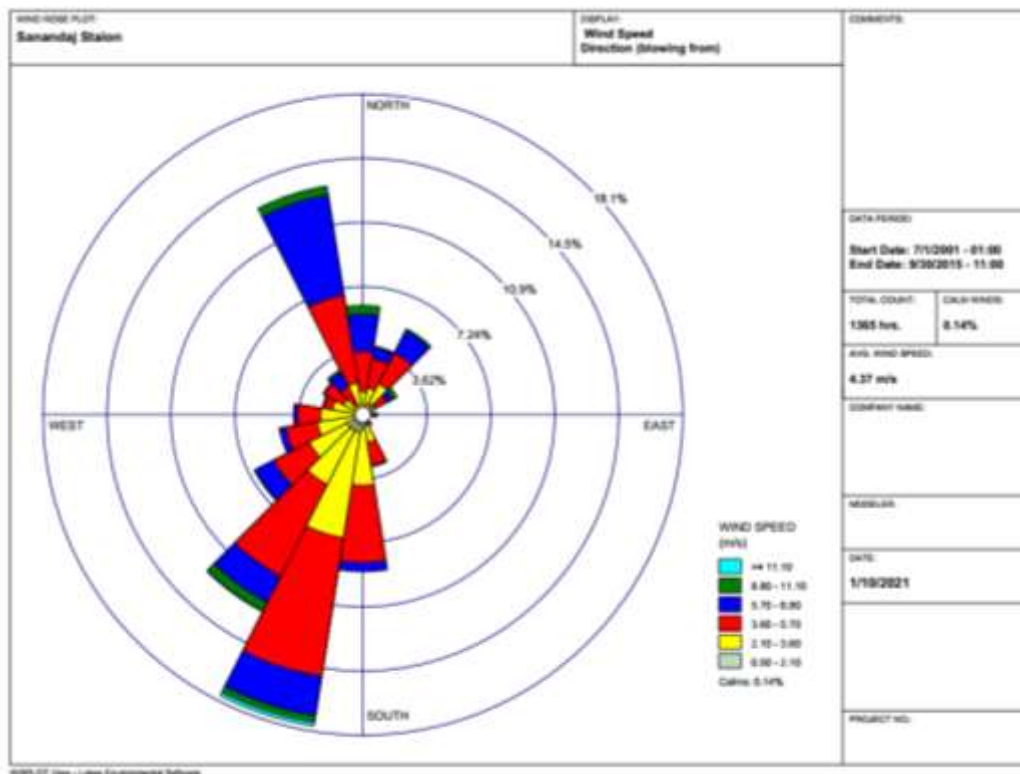 WIND ROSE PLOT:
Sanandaj Staion
DISPLAY:
Wind Speed
Direction (blowing from)
COMMENTS:
NORTH
18.1%
14.5%
10.9%
7.24%
3.62%
WEST
EAST
SOUTH
WIND SPEED
(m/s)
>= 11.10
8.80 - 11.10
5.70 - 8.80
3.60 - 5.70
2.10 - 3.60
0.50 - 2.10
Calms: 0.14%
DATA PERIOD:
Start Date: 7/1/2001 - 01:00
End Date: 9/30/2015 - 11:00
TOTAL COUNT:
1365 hrs.
CALM WINDS:
0.14%
AVG. WIND SPEED:
4.37 m/s
COMPANY NAME:
MODELER:
DATE:
1/10/2021
PROJECT NO.: